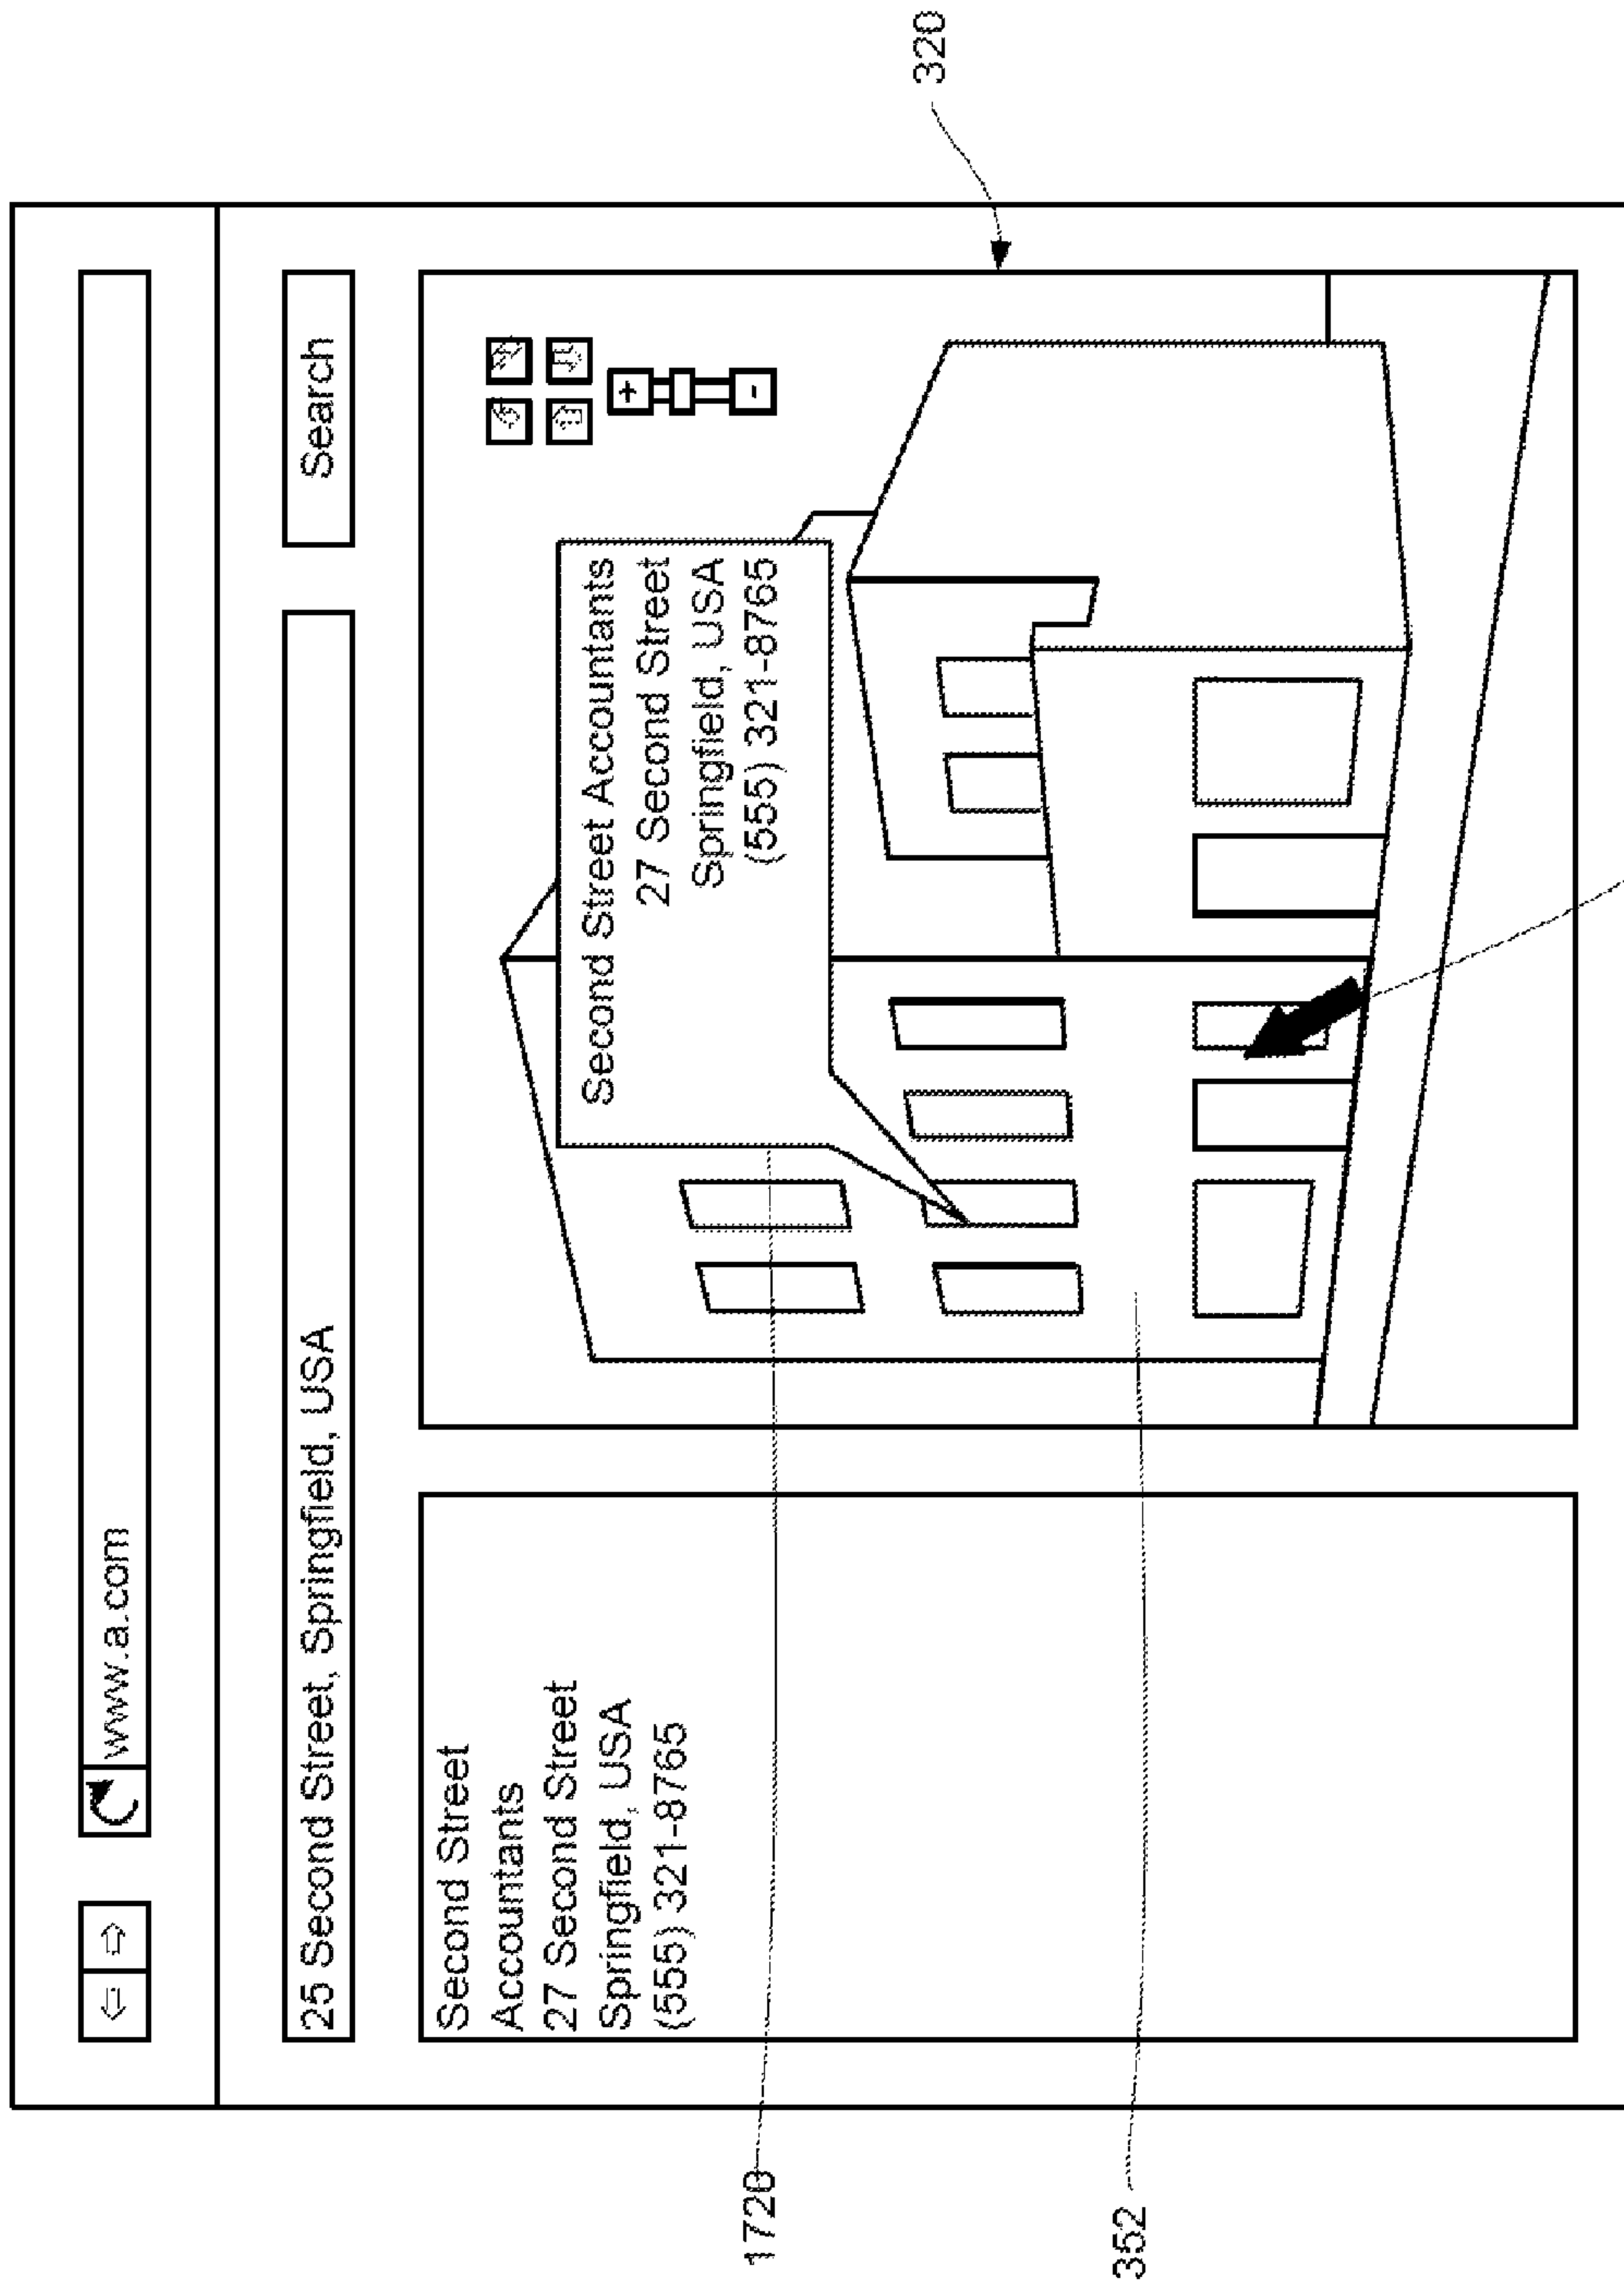 www.a.com
25 Second Street, Springfield, USA
Search
Second Street
Accountants
27 Second Street
Springfield, USA
(555) 321-8765
+
-
Second Street Accountants
27 Second Street
Springfield, USA
(555) 321-8765
320
1720
352